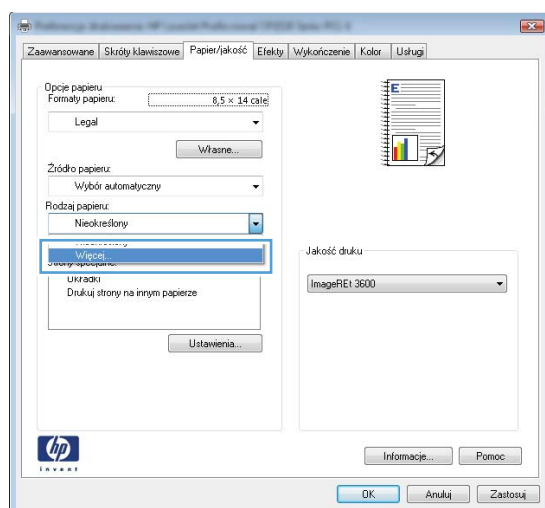 Zaawansowane Skróty klawiszowe Papier/jakość Efekty Wykończenie Kolor Usługi
Opcje papieru
Formaty papieru: 8,5 × 14 cale
Legal
Własne...
Źródło papieru:
Wybór automatyczny
Rodzaj papieru:
Nieokreślony
Więcej...
Okładki
Drukuj strony na innym papierze
Ustawienia...
Jakość druku
ImageREt 3600
E
hp
invent
Informacje... Pomoc
OK Anuluj Zastosuj